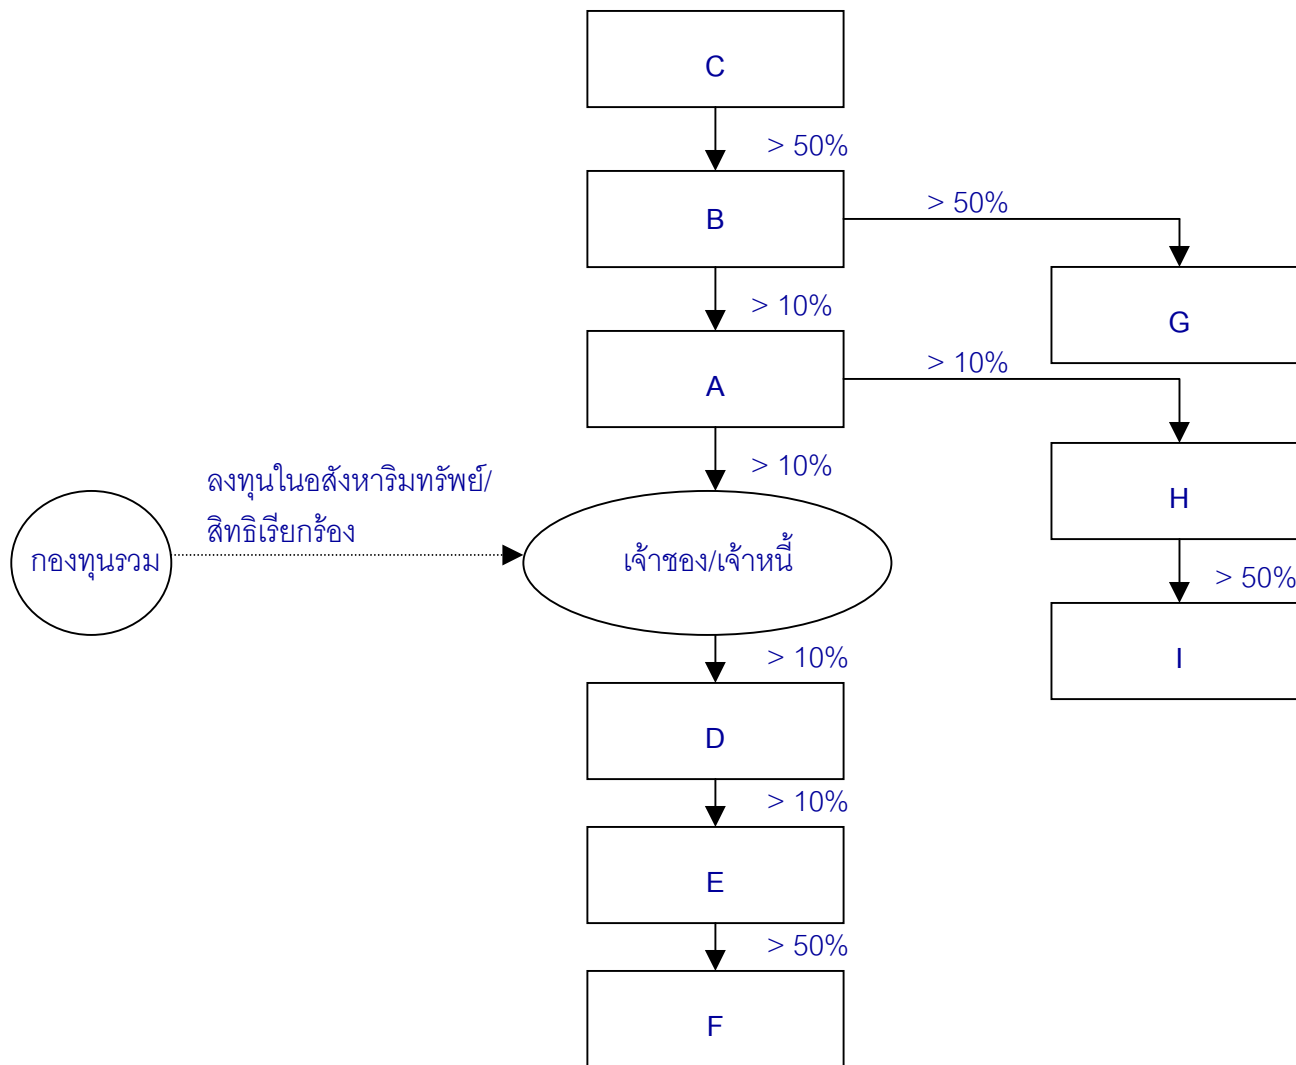 C
> 50%
B
> 50%
> 10%
G
A
> 10%
> 10%
ลงทุนในอสังหาริมทรัพย์/
สิทธิเรียกร้อง
H
กองทุนรวม
เจ้าของ/เจ้าหนี้
> 50%
> 10%
I
D
> 10%
E
> 50%
F